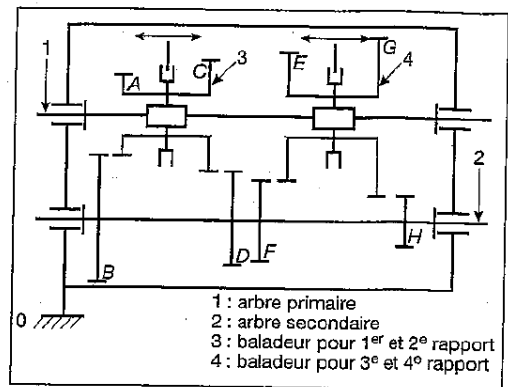 1
A
C
3
E
G
4
2
B
D
F
H
0
1 : arbre primaire
2 : arbre secondaire
3 : baladeur pour 1er et 2e rapport
4 : baladeur pour 3e et 4e rapport